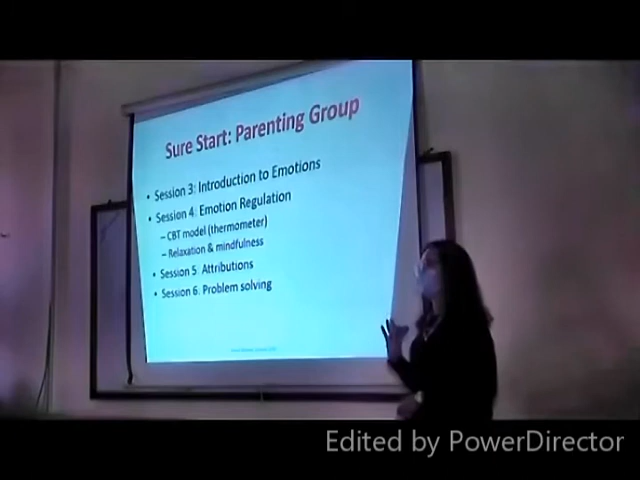 Sure Start: Parenting Group
• Session 3: Introduction to Emotions
• Session 4: Emotion Regulation
– CBT model (thermometer)
– Relaxation & mindfulness
• Session 5. Attributions
• Session 6. Problem solving
Edited by PowerDirector